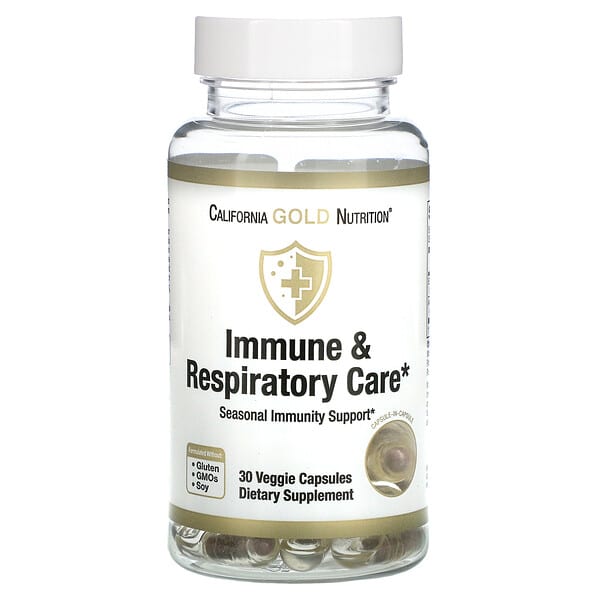 CALIFORNIA GOLD NUTRITION®
Immune &
Respiratory Care*
Seasonal Immunity Support*
CAPSULE-IN-CAPSULE
Formulated Without:
• Gluten
• GMOs
• Soy
30 Veggie Capsules
Dietary Supplement